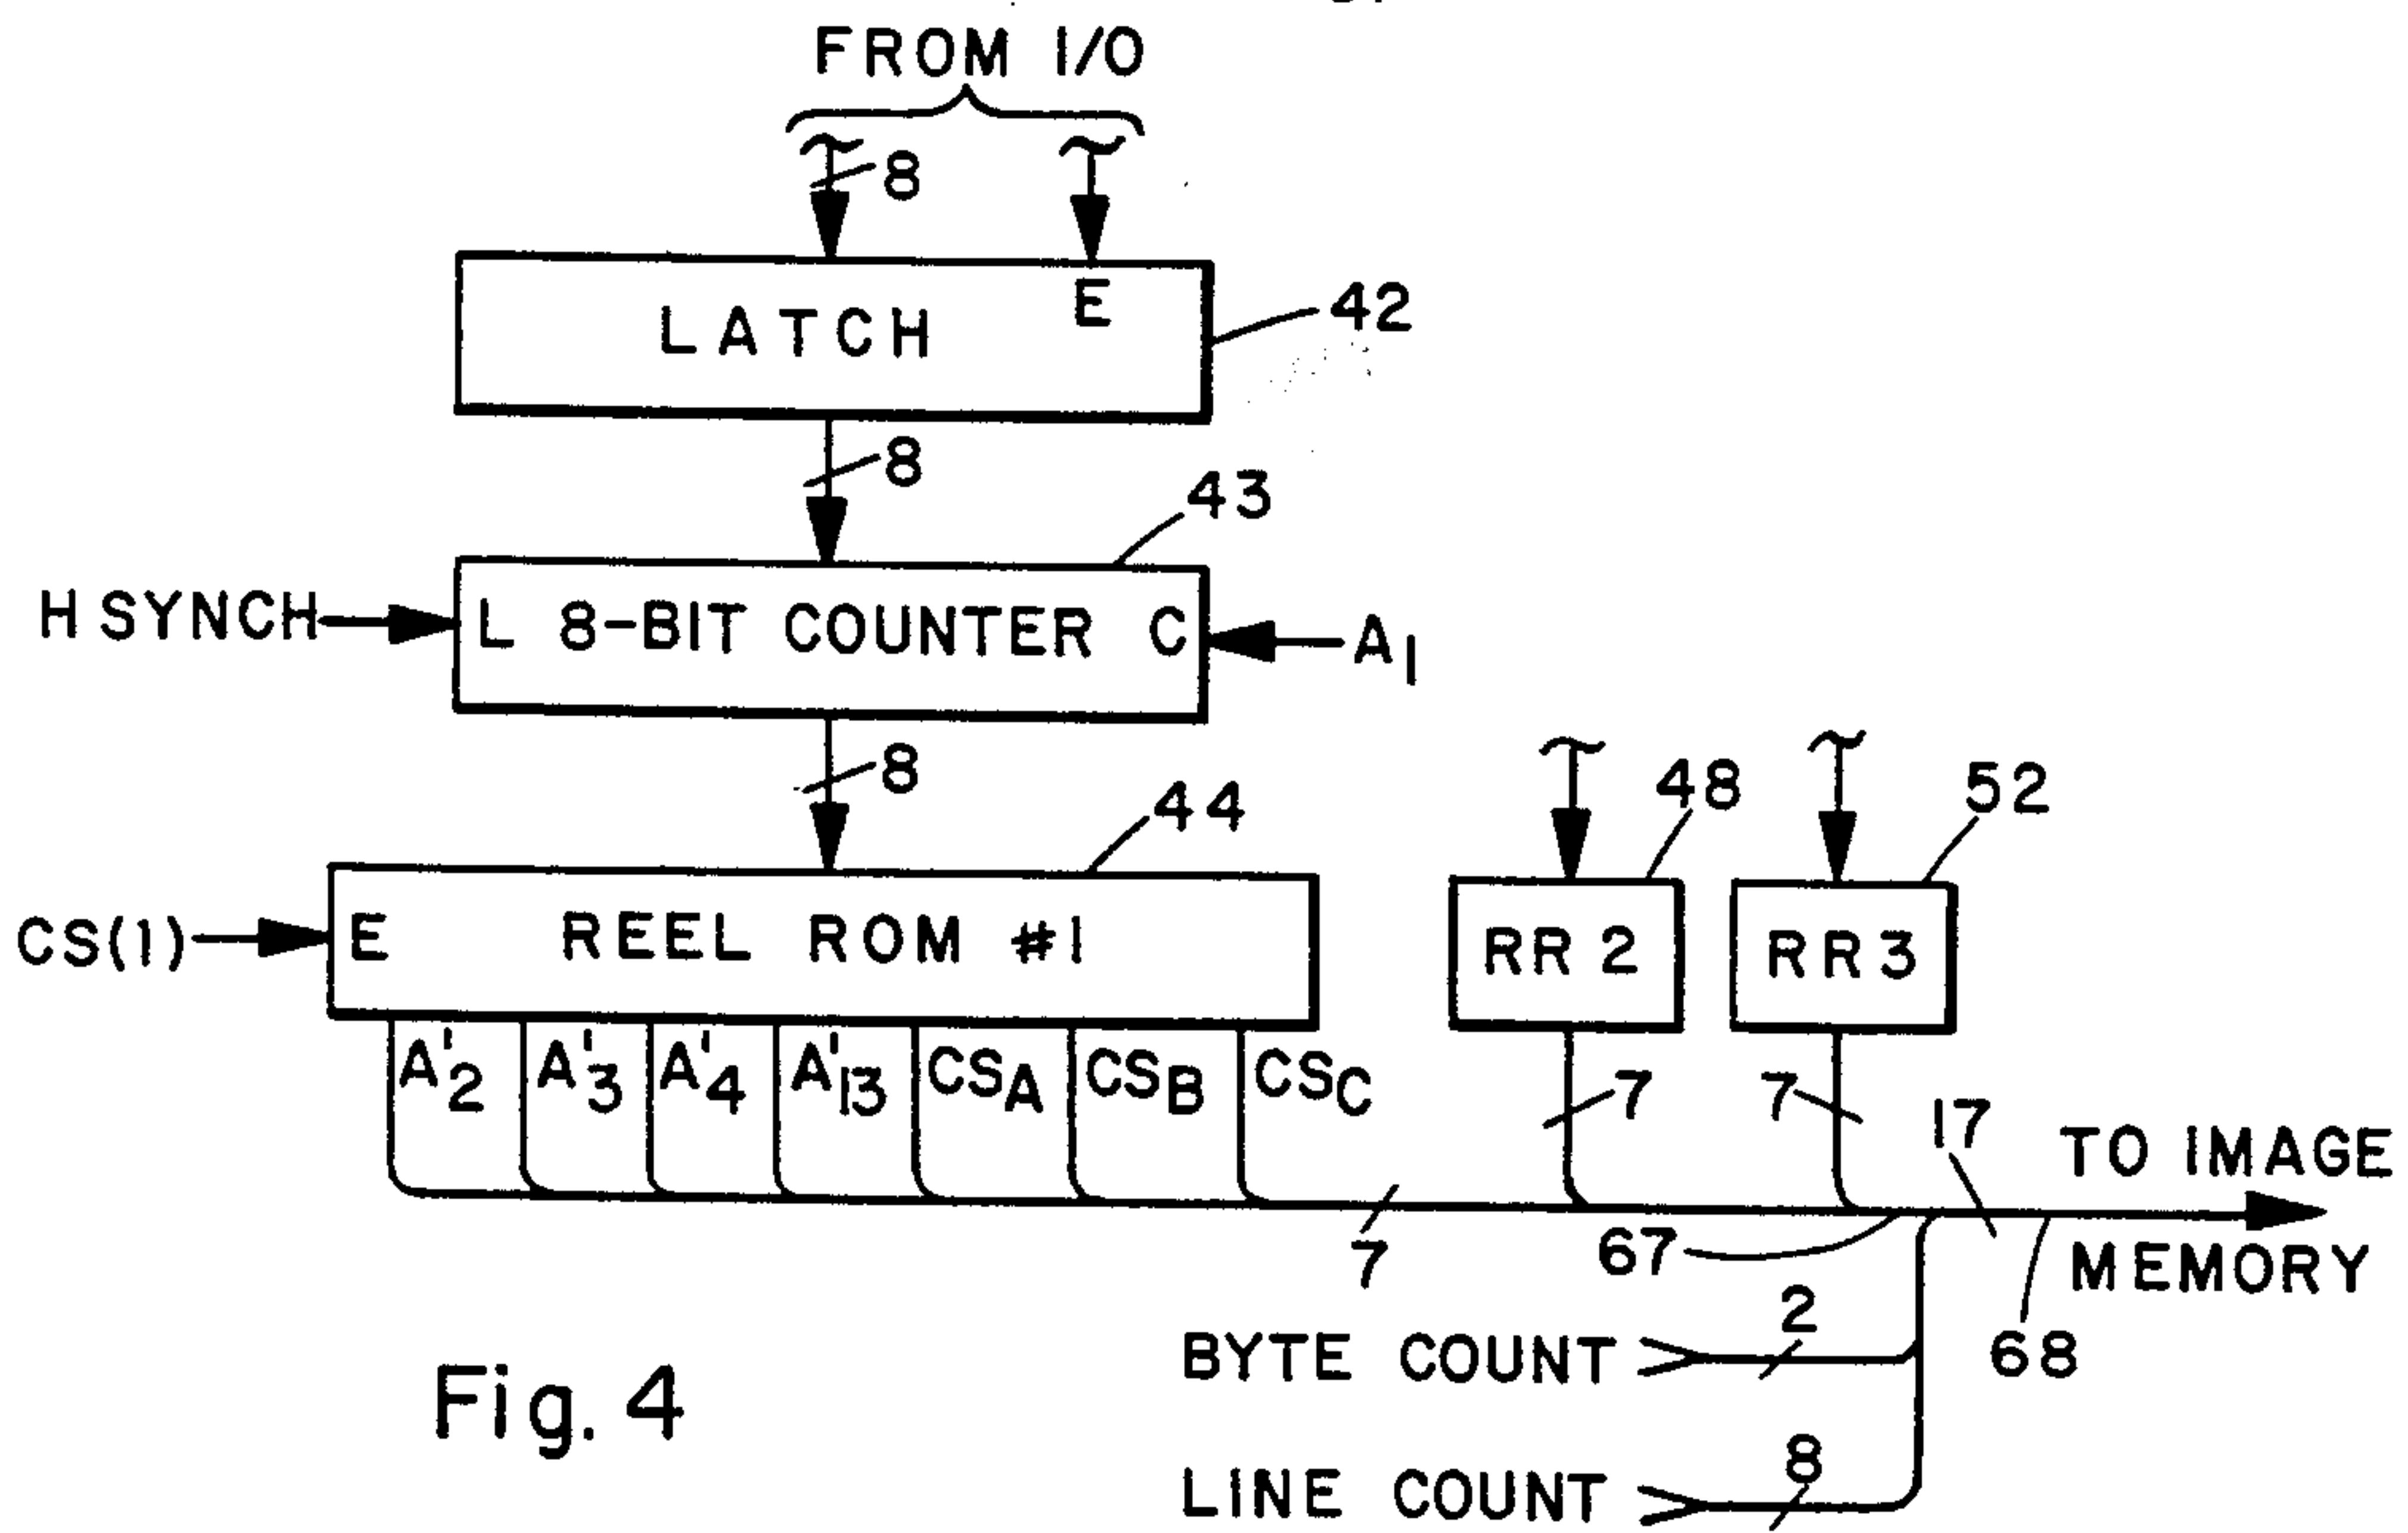 FROM I/O
8
E
LATCH
42
8
43
H SYNCH
L 8-BIT COUNTER C
A1
8
44
48
52
CS(1)
E REEL ROM #1
RR 2
RR 3
A'2 A'3 A'4 A'13 CSA CSB CSC
7
7
17
TO IMAGE
MEMORY
7
67
68
2
BYTE COUNT
8
LINE COUNT
Fig. 4